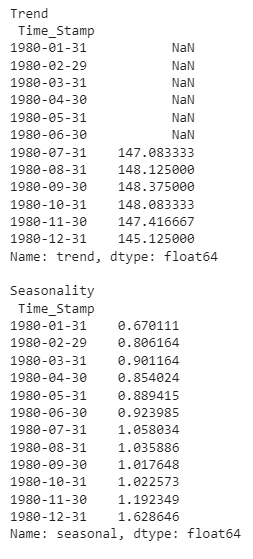 Trend
Time_Stamp
1980-01-31 NaN
1980-02-29 NaN
1980-03-31 NaN
1980-04-30 NaN
1980-05-31 NaN
1980-06-30 NaN
1980-07-31 147.083333
1980-08-31 148.125000
1980-09-30 148.375000
1980-10-31 148.083333
1980-11-30 147.416667
1980-12-31 145.125000
Name: trend, dtype: float64
Seasonality
Time_Stamp
1980-01-31 0.670111
1980-02-29 0.806164
1980-03-31 0.901164
1980-04-30 0.854024
1980-05-31 0.889415
1980-06-30 0.923985
1980-07-31 1.058034
1980-08-31 1.035886
1980-09-30 1.017648
1980-10-31 1.022573
1980-11-30 1.192349
1980-12-31 1.628646
Name: seasonal, dtype: float64